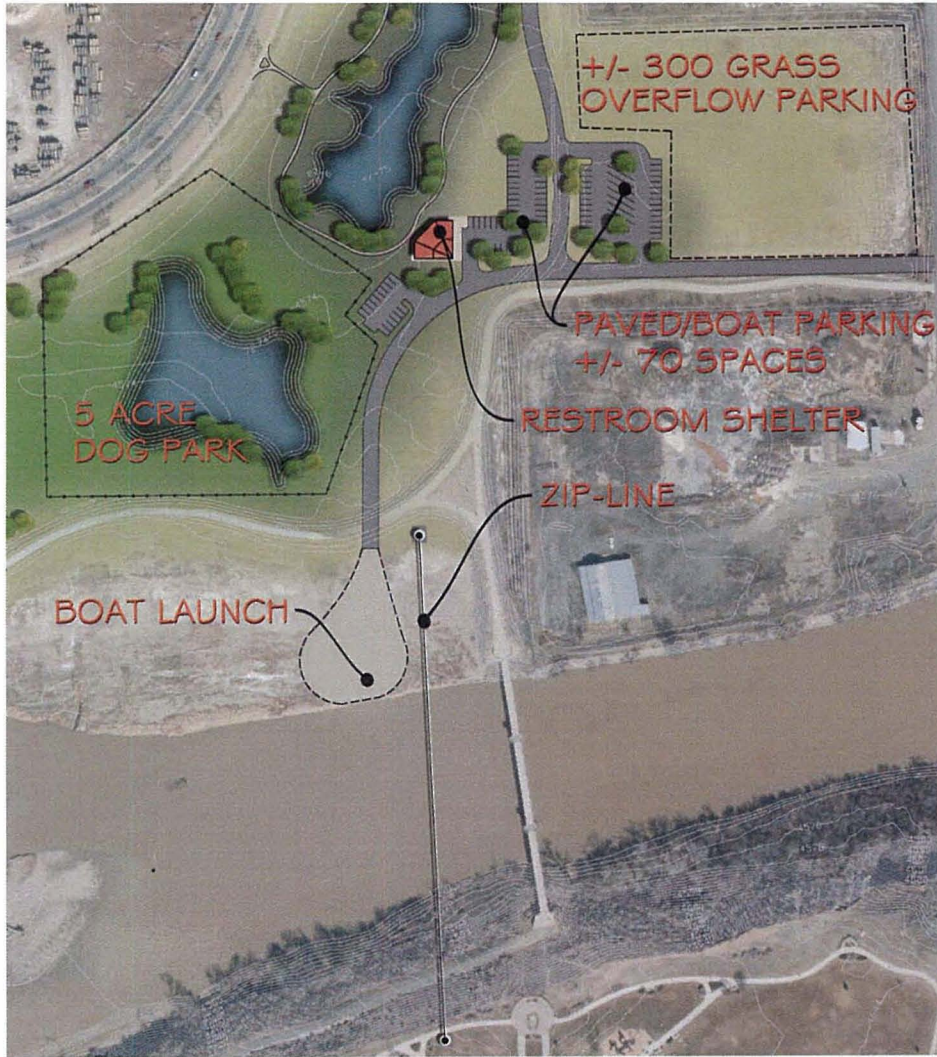 +/- 300 GRASS
OVERFLOW PARKING
PAVED/BOAT PARKING
+/- 70 SPACES
RESTROOM SHELTER
5 ACRE
DOG PARK
ZIP-LINE
BOAT LAUNCH